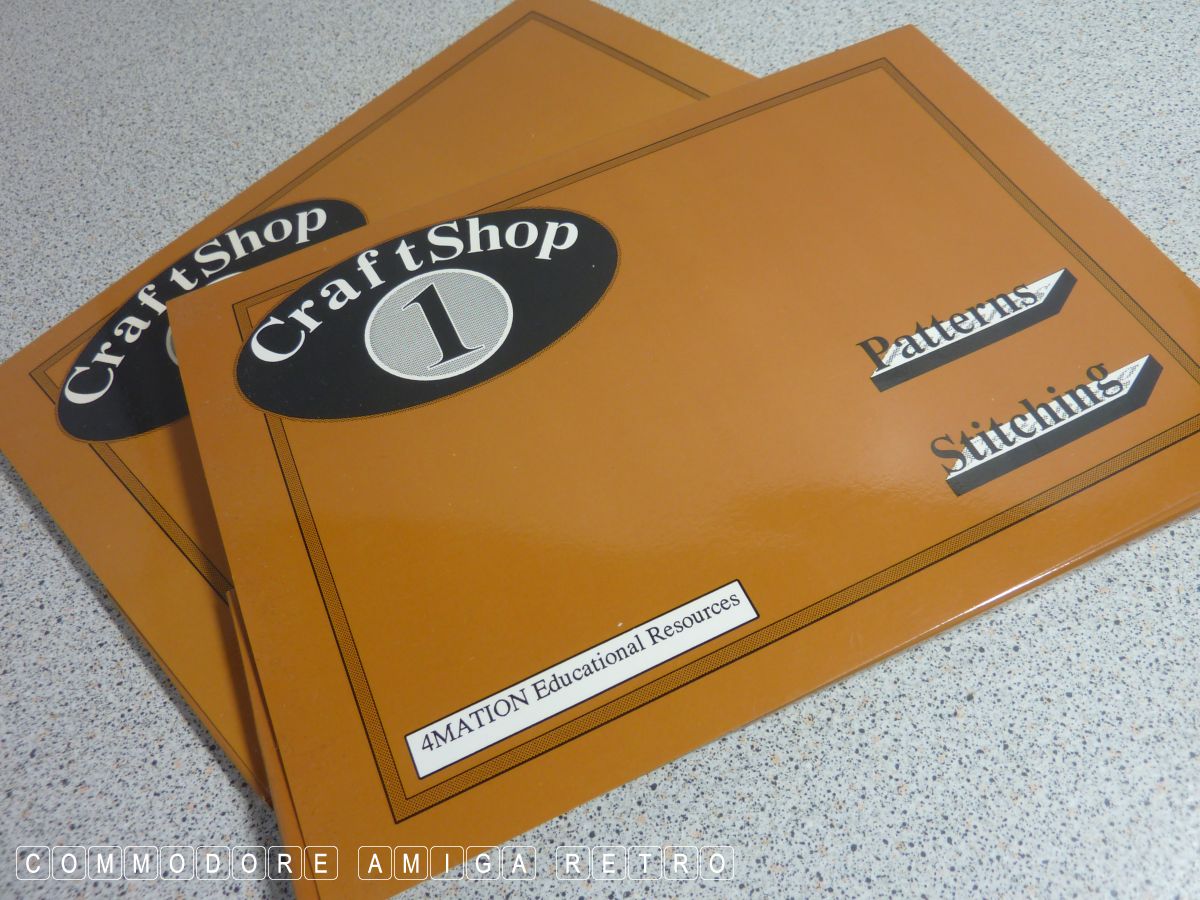 CraftShop
CraftShop
1
Patterns
Stitching
4MATION Educational Resources
COMMODORE AMIGA RETRO